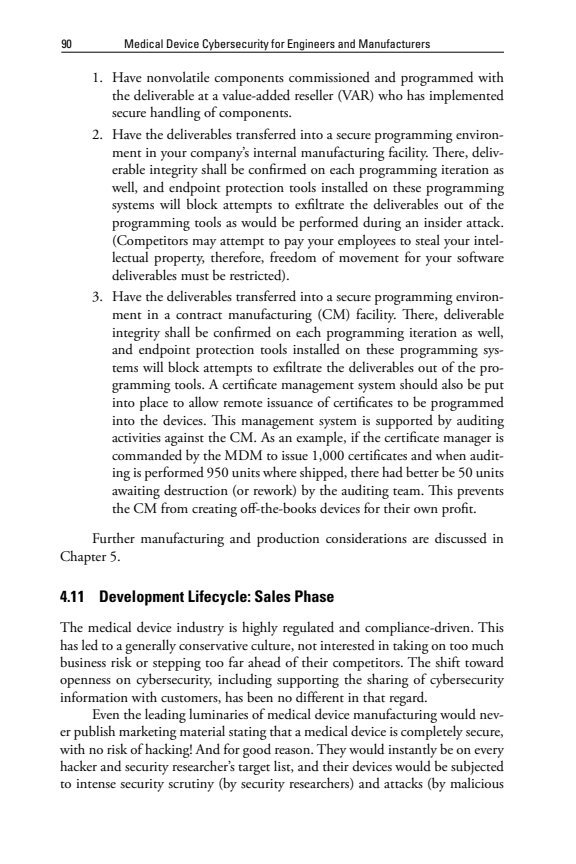 90 Medical Device Cybersecurity for Engineers and Manufacturers
1. Have nonvolatile components commissioned and programmed with
the deliverable at a value-added reseller (VAR) who has implemented
secure handling of components.
2. Have the deliverables transferred into a secure programming environ-
ment in your company's internal manufacturing facility. There, deliv-
erable integrity shall be confirmed on each programming iteration as
well, and endpoint protection tools installed on these programming
systems will block attempts to exfiltrate the deliverables out of the
programming tools as would be performed during an insider attack.
(Competitors may attempt to pay your employees to steal your intel-
lectual property, therefore, freedom of movement for your software
deliverables must be restricted).
3. Have the deliverables transferred into a secure programming environ-
ment in a contract manufacturing (CM) facility. There, deliverable
integrity shall be confirmed on each programming iteration as well,
and endpoint protection tools installed on these programming sys-
tems will block attempts to exfiltrate the deliverables out of the pro-
gramming tools. A certificate management system should also be put
into place to allow remote issuance of certificates to be programmed
into the devices. This management system is supported by auditing
activities against the CM. As an example, if the certificate manager is
commanded by the MDM to issue 1,000 certificates and when audit-
ing is performed 950 units where shipped, there had better be 50 units
awaiting destruction (or rework) by the auditing team. This prevents
the CM from creating off-the-books devices for their own profit.
Further manufacturing and production considerations are discussed in
Chapter 5.
4.11 Development Lifecycle: Sales Phase
The medical device industry is highly regulated and compliance-driven. This
has led to a generally conservative culture, not interested in taking on too much
business risk or stepping too far ahead of their competitors. The shift toward
openness on cybersecurity, including supporting the sharing of cybersecurity
information with customers, has been no different in that regard.
Even the leading luminaries of medical device manufacturing would nev-
er publish marketing material stating that a medical device is completely secure,
with no risk of hacking! And for good reason. They would instantly be on every
hacker and security researcher's target list, and their devices would be subjected
to intense security scrutiny (by security researchers) and attacks (by malicious